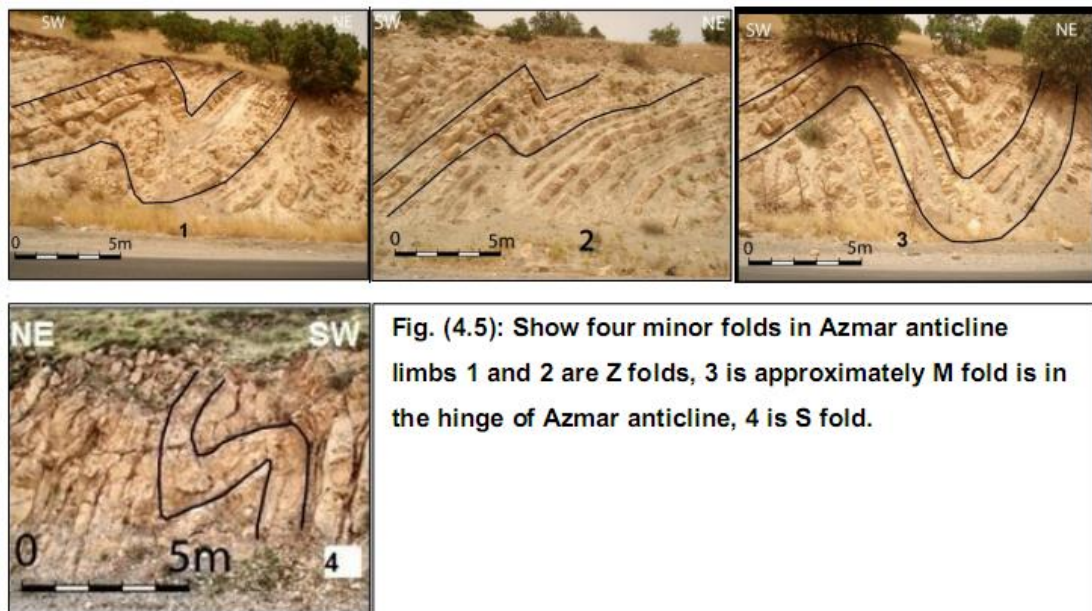 SW NE
0 5m
1
SW NE
0 5m
2
SW NE
0 5m
3
NE SW
0 5m
4
Fig. (4.5): Show four minor folds in Azmar anticline
limbs 1 and 2 are Z folds, 3 is approximately M fold is in
the hinge of Azmar anticline, 4 is S fold.